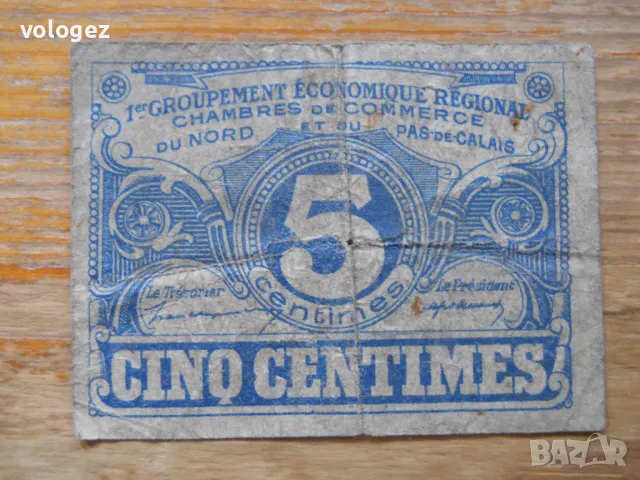 vologez
1er GROUPEMENT ÉCONOMIQUE RÉGIONAL
CHAMBRES DE COMMERCE
DU NORD ET DU PAS-DE-CALAIS
5
centimes
Le Trésorier
Le Président
CINQ CENTIMES
BAZAR